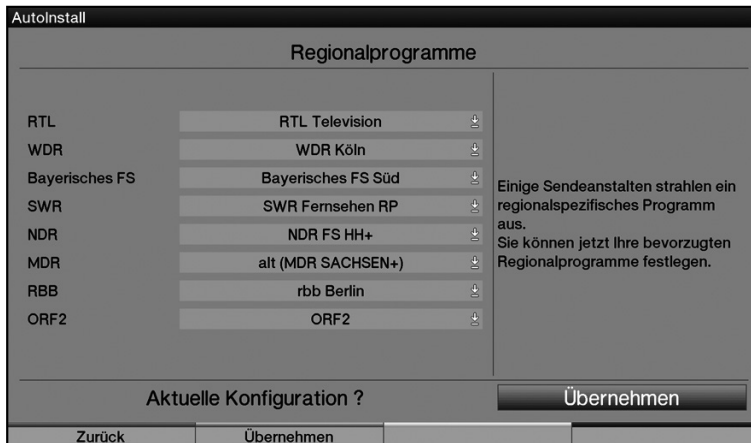 AutoInstall
Regionalprogramme
RTL RTL Television
WDR WDR Köln
Bayerisches FS Bayerisches FS Süd
SWR SWR Fernsehen RP
NDR NDR FS HH+
MDR alt (MDR SACHSEN+)
RBB rbb Berlin
ORF2 ORF2
Einige Sendeanstalten strahlen ein
regionalspezifisches Programm
aus.
Sie können jetzt Ihre bevorzugten
Regionalprogramme festlegen.
Aktuelle Konfiguration ? Übernehmen
Zurück Übernehmen